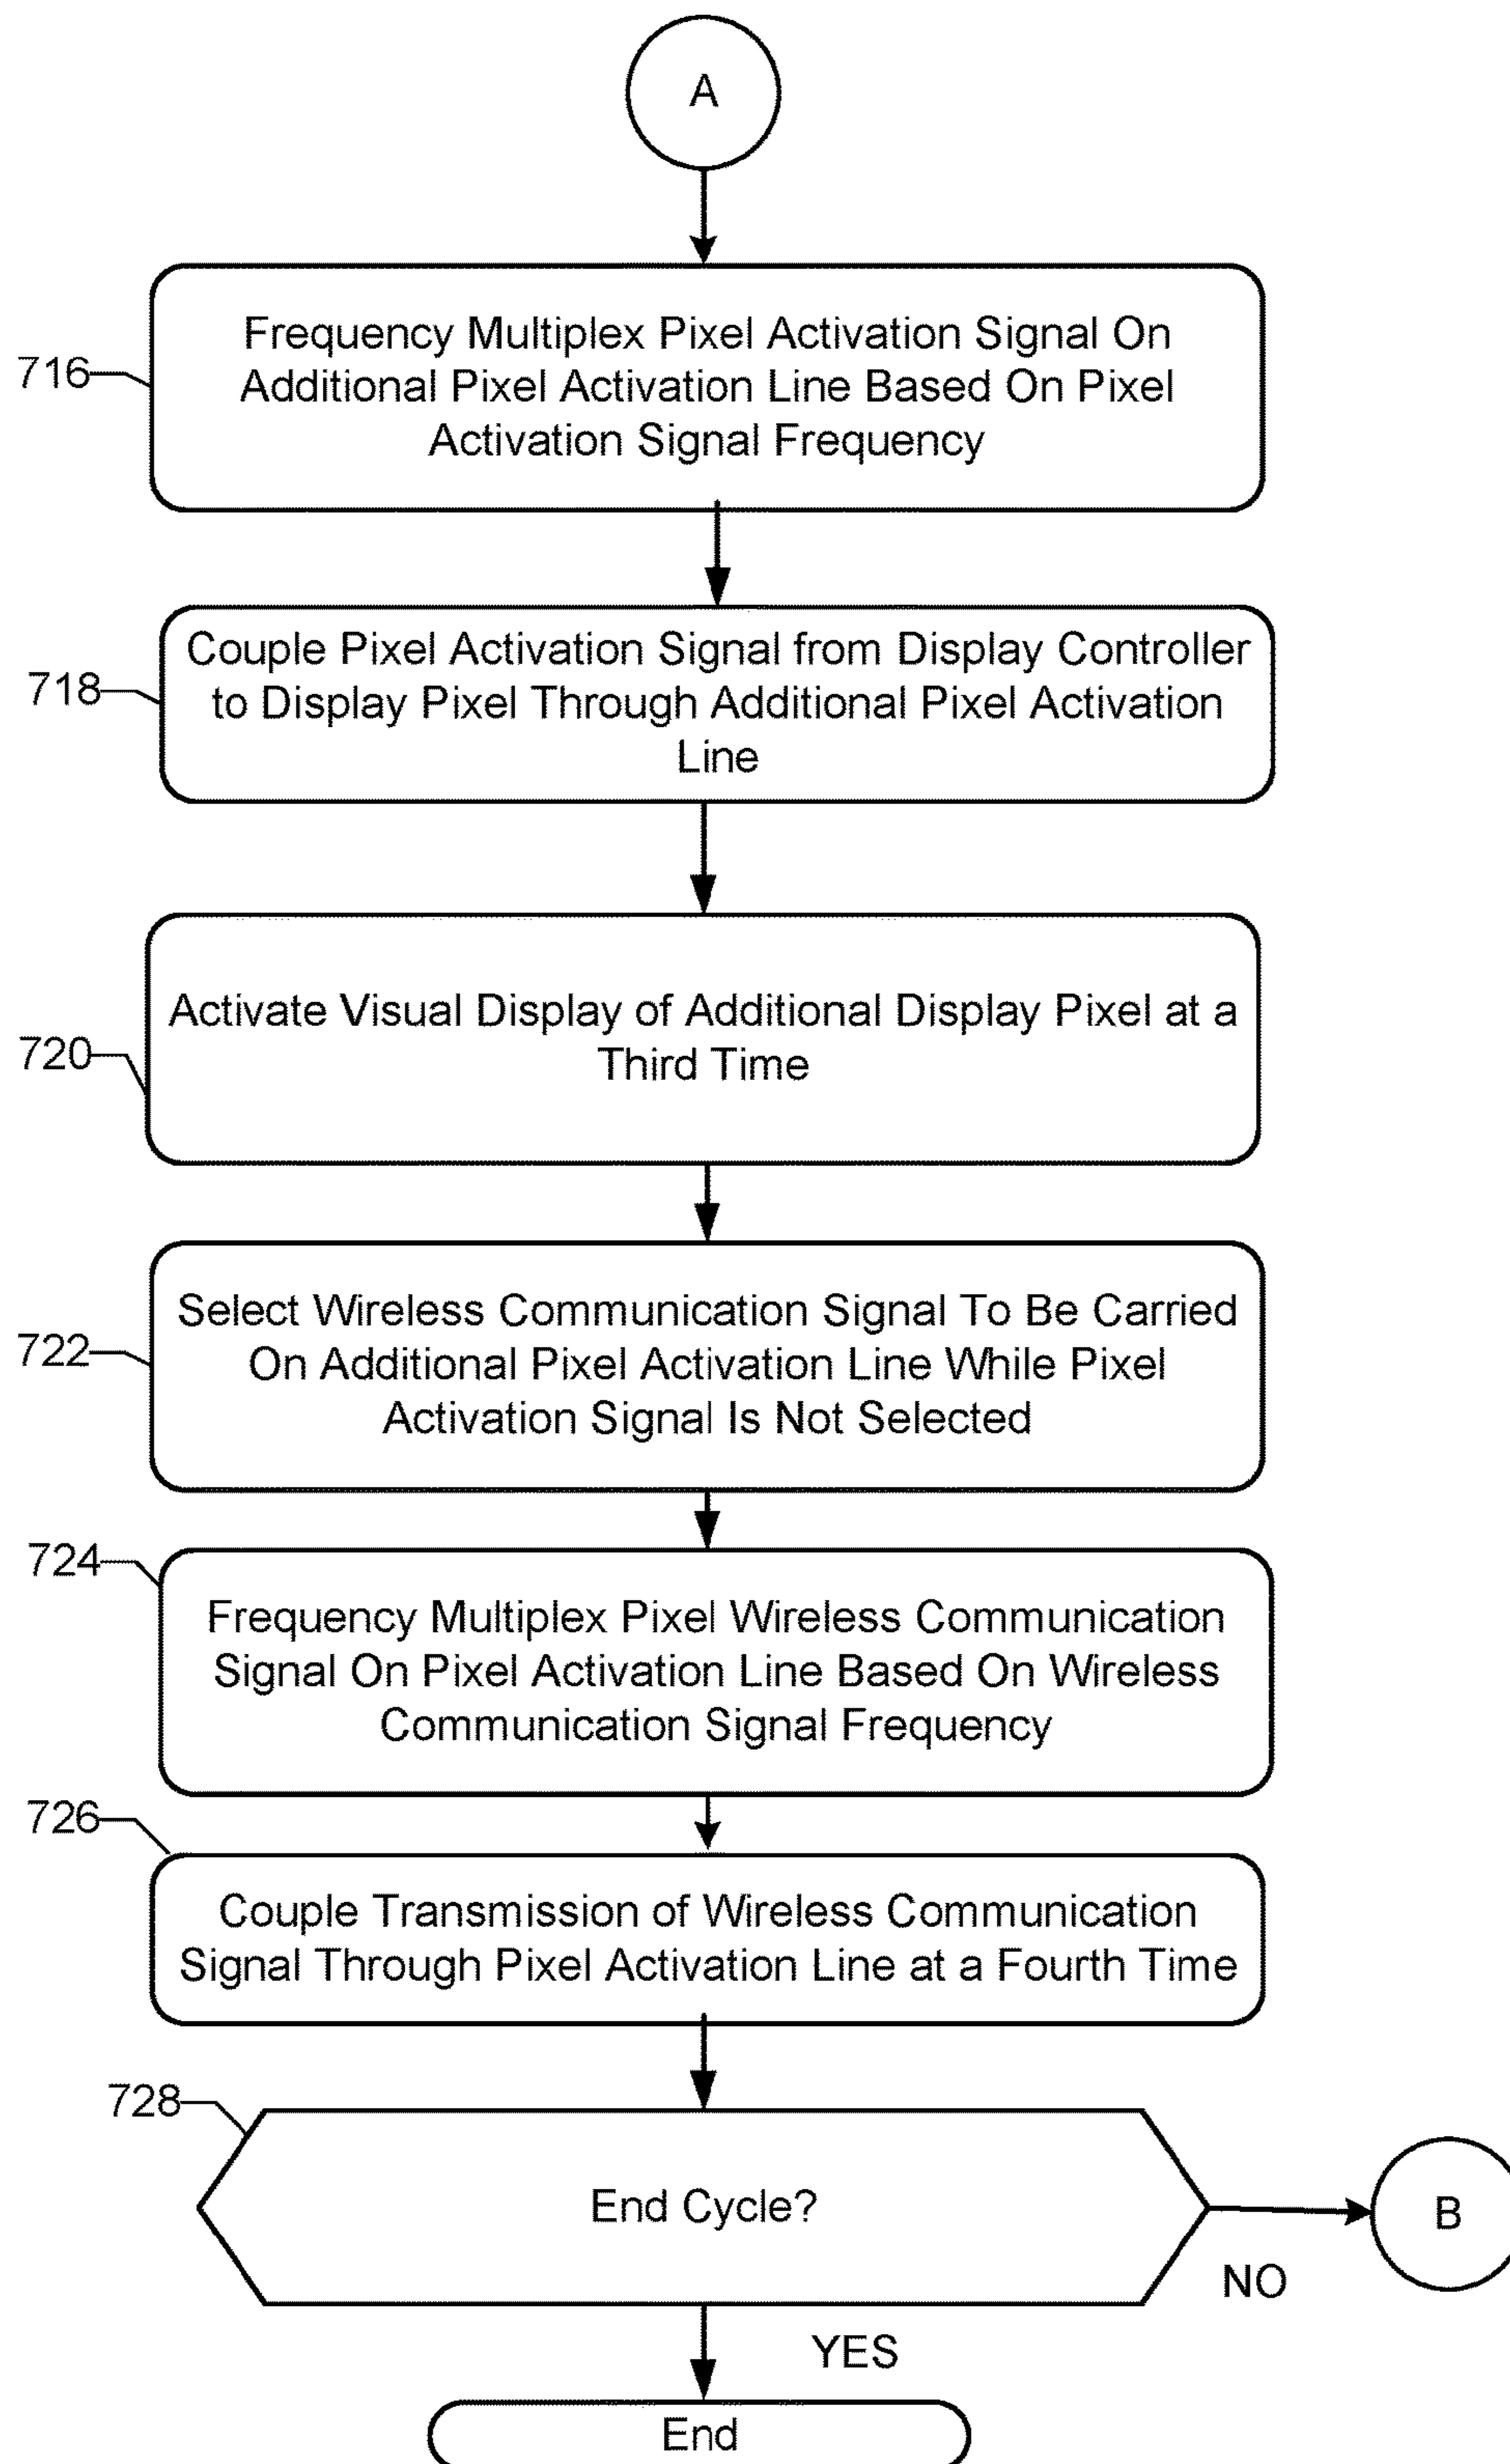 A
716
Frequency Multiplex Pixel Activation Signal On
Additional Pixel Activation Line Based On Pixel
Activation Signal Frequency
718
Couple Pixel Activation Signal from Display Controller
to Display Pixel Through Additional Pixel Activation
Line
720
Activate Visual Display of Additional Display Pixel at a
Third Time
722
Select Wireless Communication Signal To Be Carried
On Additional Pixel Activation Line While Pixel
Activation Signal Is Not Selected
724
Frequency Multiplex Pixel Wireless Communication
Signal On Pixel Activation Line Based On Wireless
Communication Signal Frequency
726
Couple Transmission of Wireless Communication
Signal Through Pixel Activation Line at a Fourth Time
728
End Cycle?
B
NO
YES
End